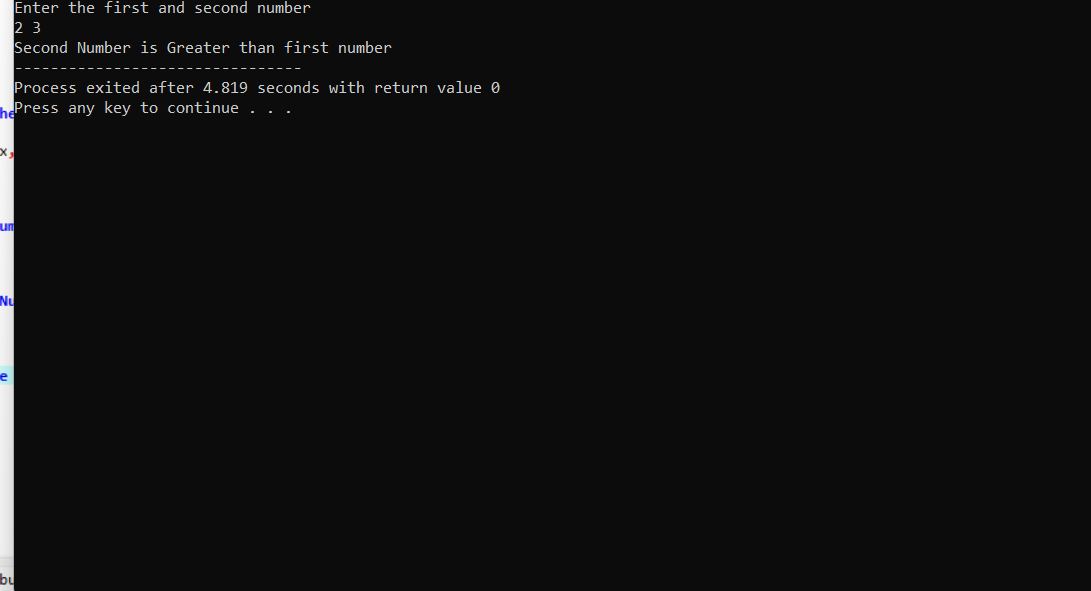 Enter the first and second number
2 3
Second Number is Greater than first number
--------------------------------
Process exited after 4.819 seconds with return value 0
Press any key to continue . . .
he
x,
um
Nu
e
bu